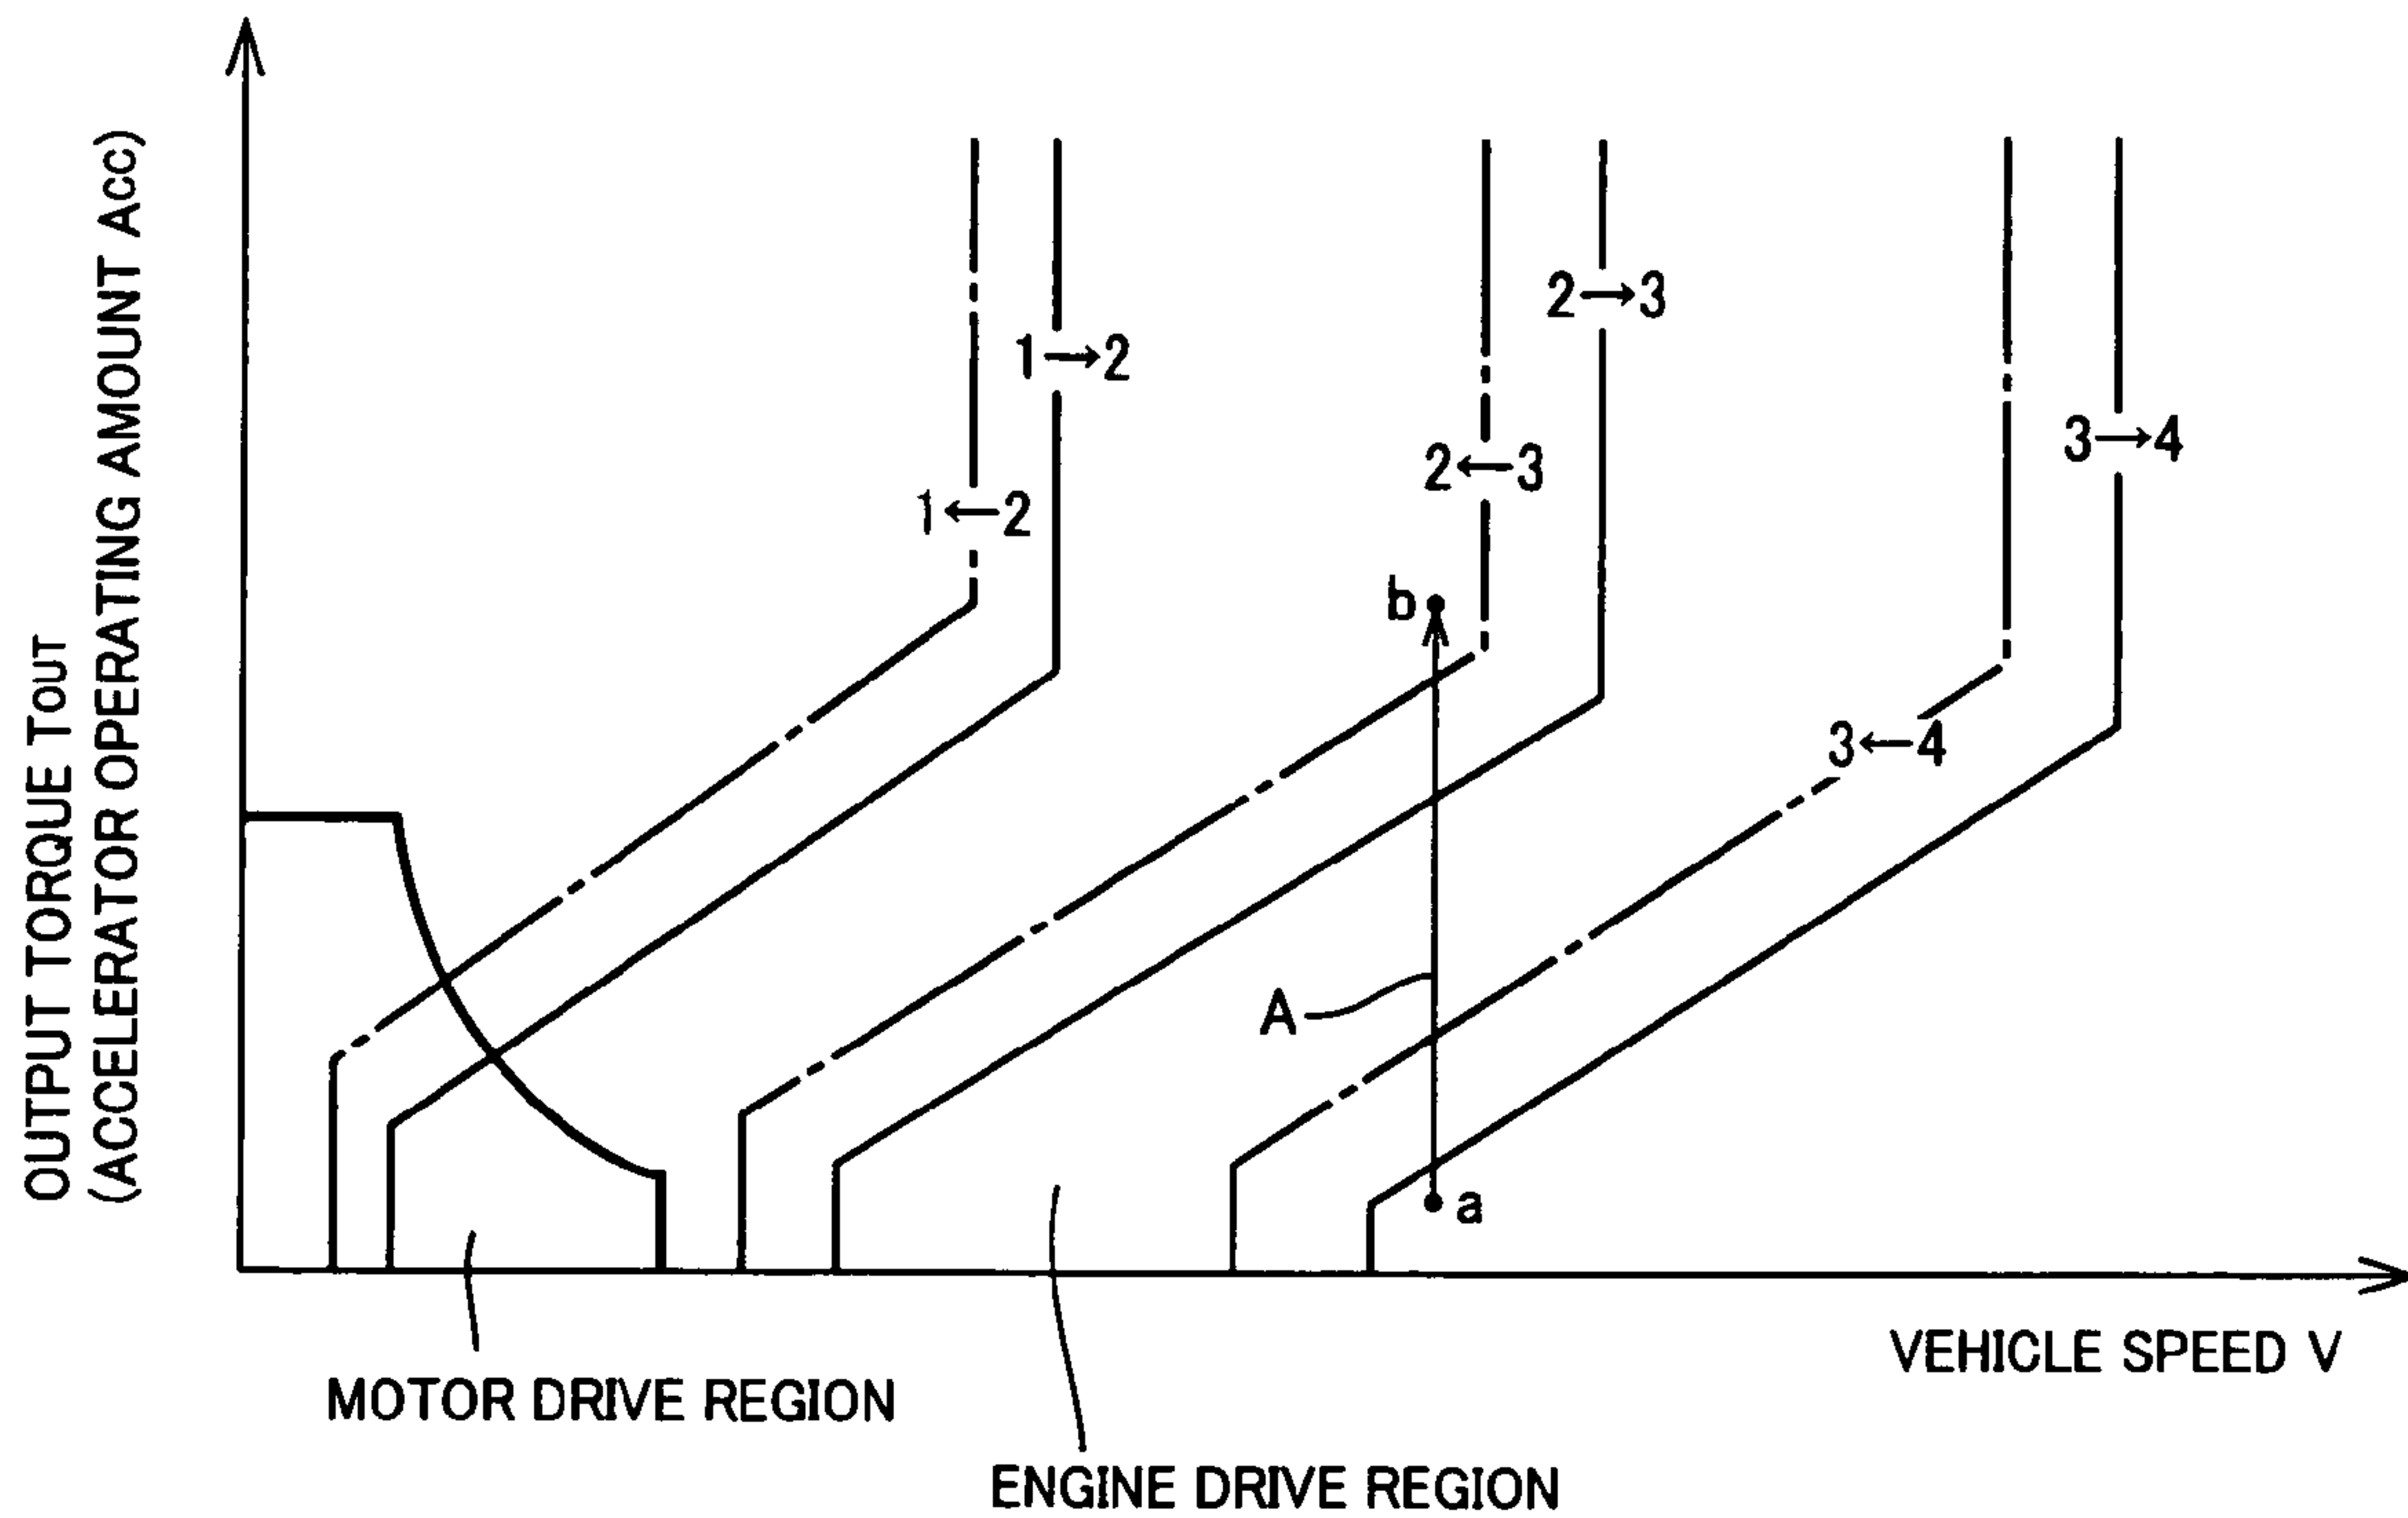 OUTPUT TORQUE TOUT
(ACCELERATOR OPERATING AMOUNT ACC)
2→3
1→2
3→4
2←3
1←2
b
3←4
A
a
VEHICLE SPEED V
MOTOR DRIVE REGION
ENGINE DRIVE REGION